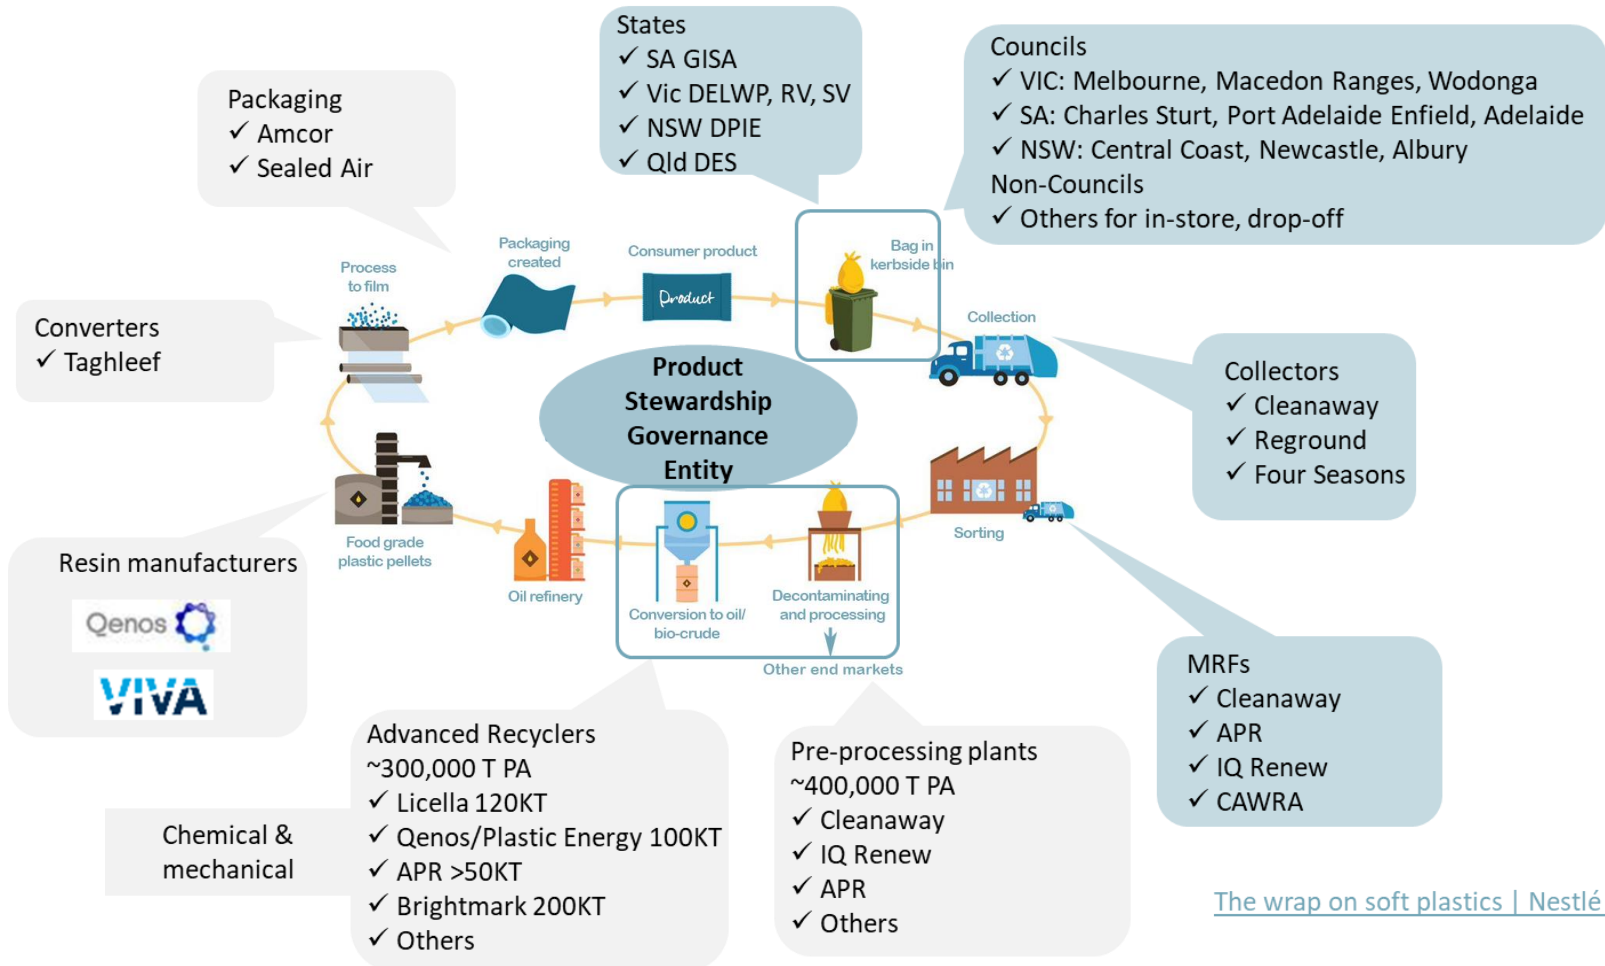 States
✓ SA GISA
✓ Vic DELWP, RV, SV
✓ NSW DPIE
✓ Qld DES
Councils
✓ VIC: Melbourne, Macedon Ranges, Wodonga
✓ SA: Charles Sturt, Port Adelaide Enfield, Adelaide
✓ NSW: Central Coast, Newcastle, Albury
Non-Councils
✓ Others for in-store, drop-off
Packaging
✓ Amcor
✓ Sealed Air
Process
to film
Packaging
created
Consumer product
Product
Bag in
kerbside bin
Collection
Converters
✓ Taghleef
Product
Stewardship
Governance
Entity
Collectors
✓ Cleanaway
✓ Reground
✓ Four Seasons
Sorting
Food grade
plastic pellets
Oil refinery
Conversion to oil/
bio-crude
Decontaminating
and processing
Other end markets
Resin manufacturers
Qenos
VIVA
MRFs
✓ Cleanaway
✓ APR
✓ IQ Renew
✓ CAWRA
Chemical &
mechanical
Advanced Recyclers
~300,000 T PA
✓ Licella 120KT
✓ Qenos/Plastic Energy 100KT
✓ APR >50KT
✓ Brightmark 200KT
✓ Others
Pre-processing plants
~400,000 T PA
✓ Cleanaway
✓ IQ Renew
✓ APR
✓ Others
The wrap on soft plastics | Nestlé